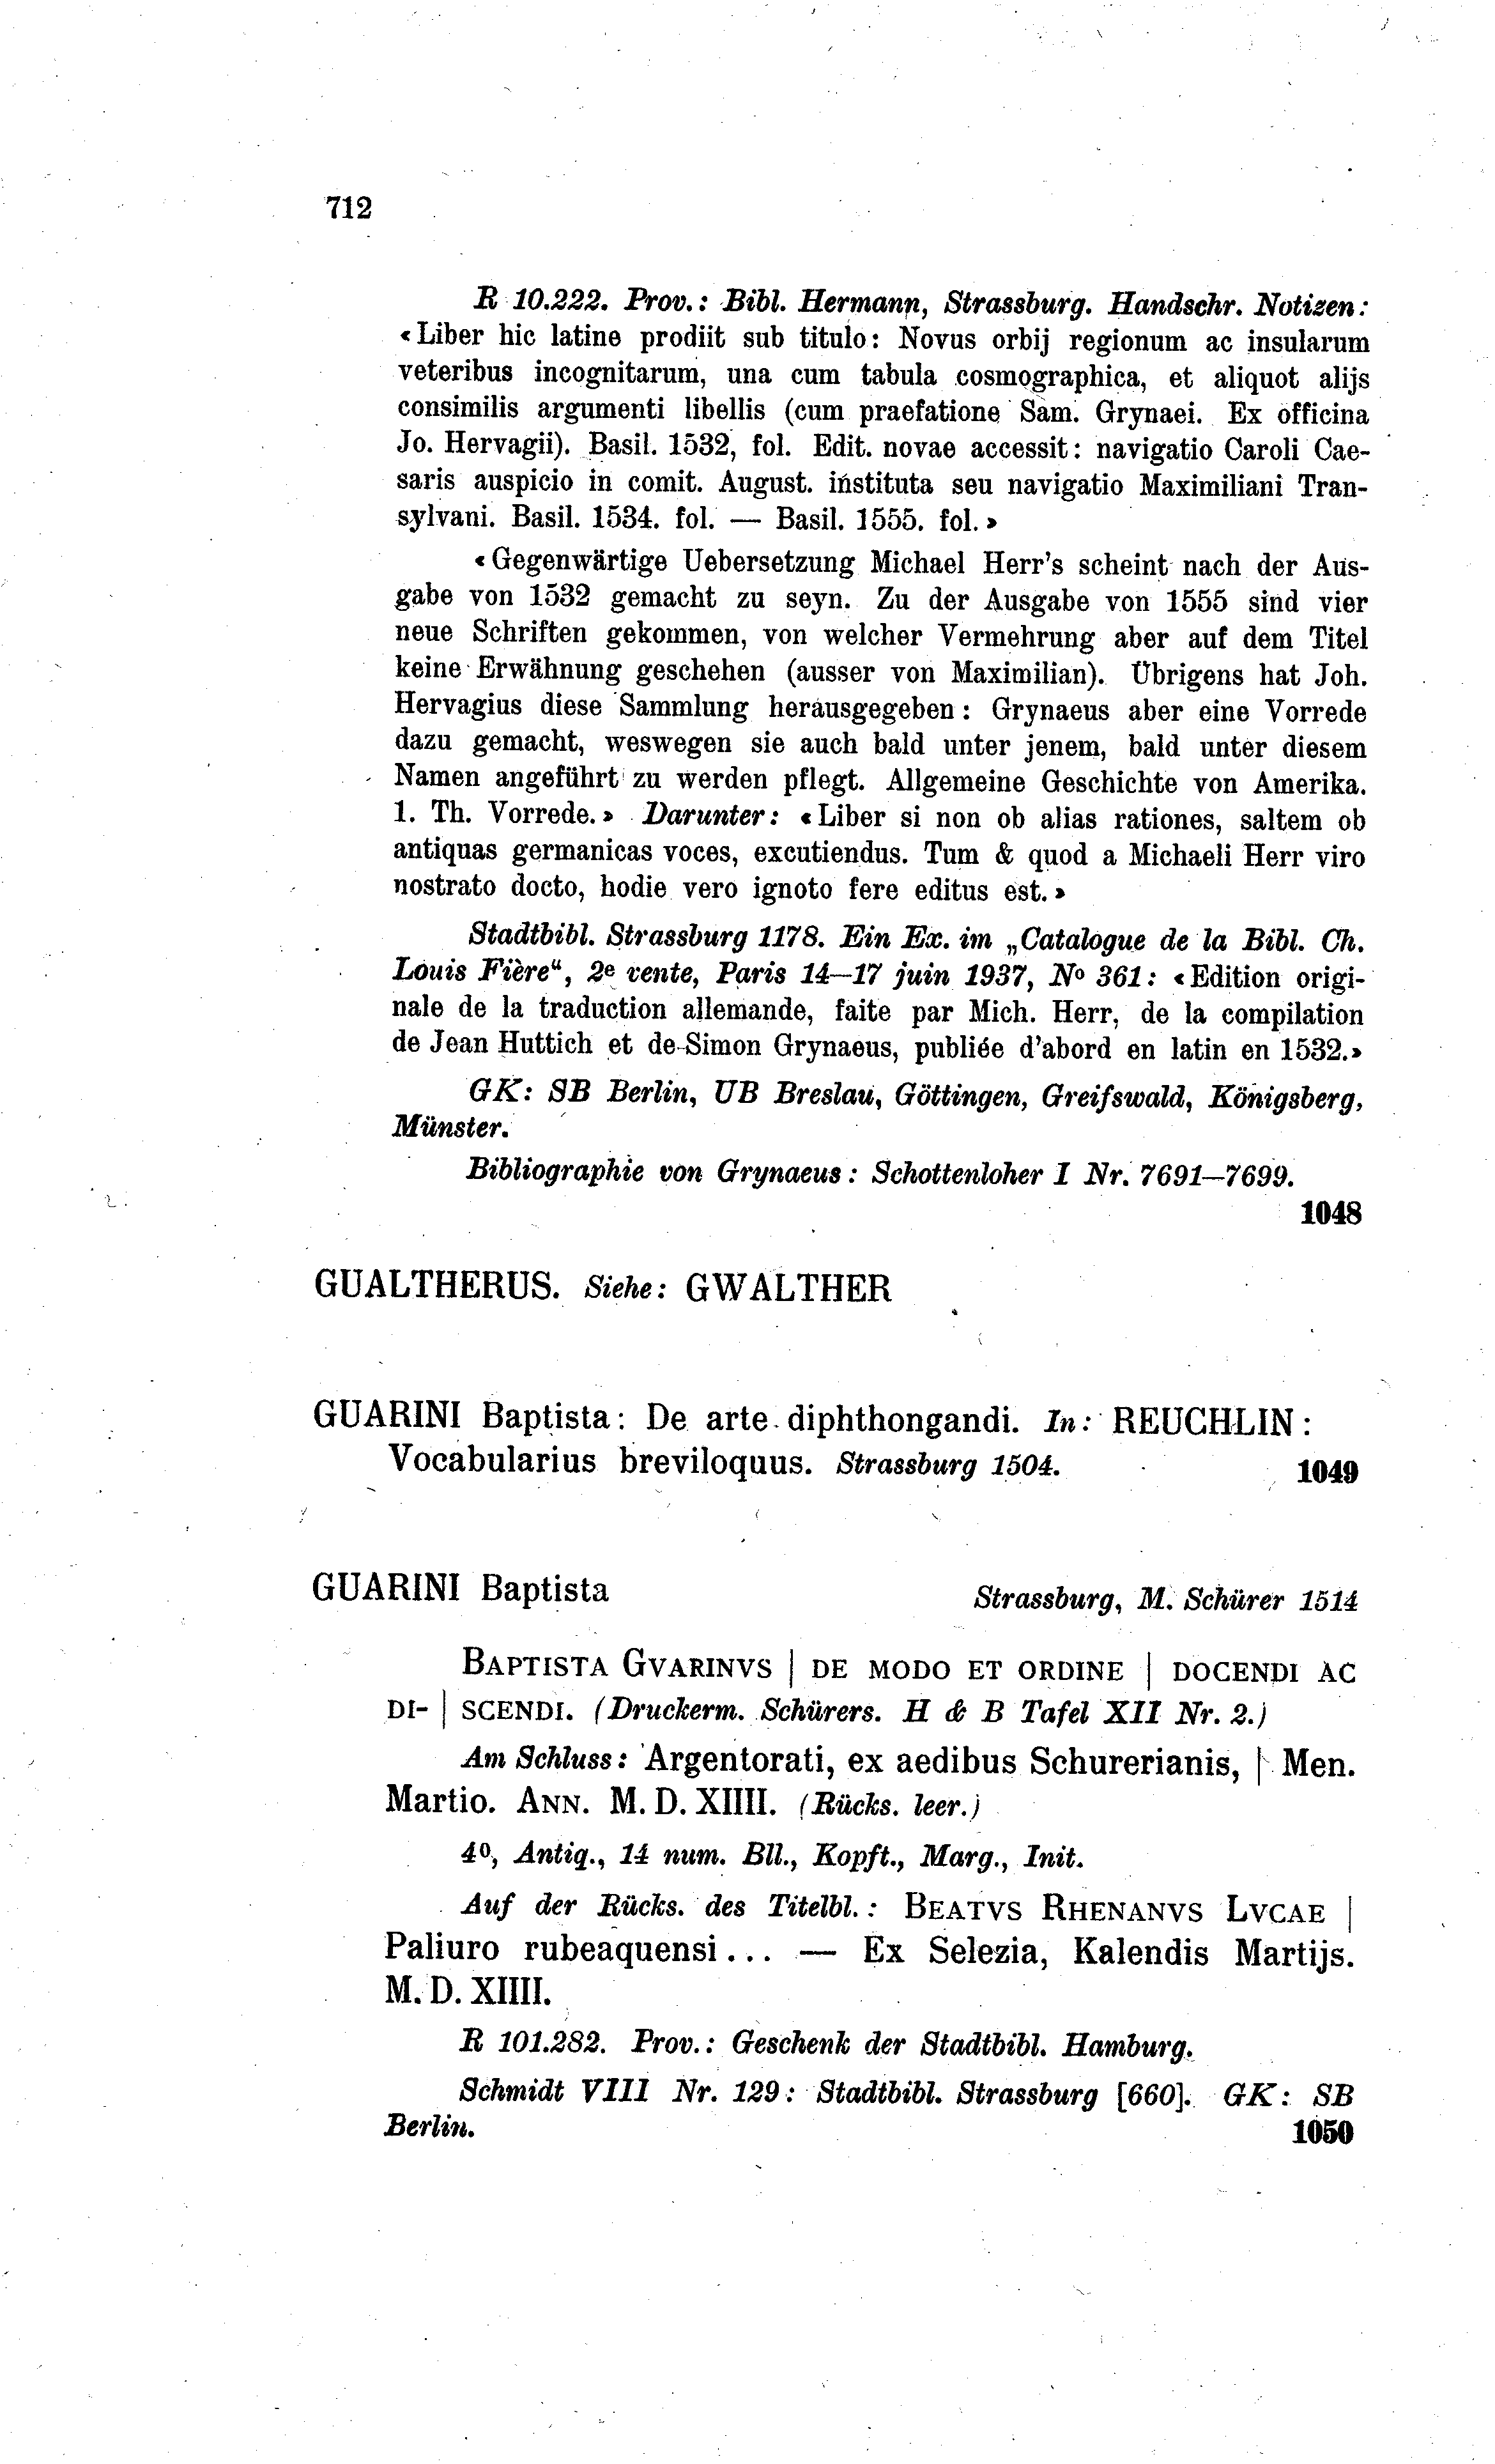 712
R 10.222. Prov.: Bibl. Hermann, Strassburg. Handschr. Notizen:
«Liber hic latine prodiit sub titulo: Novus orbij regionum ac insularum
veteribus incognitarum, una cum tabula cosmographica, et aliquot alijs
consimilis argumenti libellis (cum praefatione Sam. Grynaei. Ex officina
Jo. Hervagii). Basil. 1532, fol. Edit. novae accessit: navigatio Caroli Cae-
saris auspicio in comit. August. instituta seu navigatio Maximiliani Tran-
sylvani. Basil. 1534. fol. — Basil. 1555. fol.»
«Gegenwärtige Uebersetzung Michael Herr's scheint nach der Aus-
gabe von 1532 gemacht zu seyn. Zu der Ausgabe von 1555 sind vier
neue Schriften gekommen, von welcher Vermehrung aber auf dem Titel
keine Erwähnung geschehen (ausser von Maximilian). Übrigens hat Joh.
Hervagius diese Sammlung herausgegeben: Grynaeus aber eine Vorrede
dazu gemacht, weswegen sie auch bald unter jenem, bald unter diesem
Namen angeführt zu werden pflegt. Allgemeine Geschichte von Amerika.
1. Th. Vorrede.» Darunter: «Liber si non ob alias rationes, saltem ob
antiquas germanicas voces, excutiendus. Tum & quod a Michaeli Herr viro
nostrato docto, hodie vero ignoto fere editus est.»
Stadtbibl. Strassburg 1178. Ein Ex. im „Catalogue de la Bibl. Ch.
Louis Fière“, 2e vente, Paris 14—17 juin 1937, No 361: «Edition origi-
nale de la traduction allemande, faite par Mich. Herr, de la compilation
de Jean Huttich et de Simon Grynaeus, publiée d'abord en latin en 1532.»
GK: SB Berlin, UB Breslau, Göttingen, Greifswald, Königsberg,
Münster.
Bibliographie von Grynaeus: Schottenloher I Nr. 7691—7699.
1048
GUALTHERUS. Siehe: GWALTHER
GUARINI Baptista: De arte diphthongandi. In: REUCHLIN:
Vocabularius breviloquus. Strassburg 1504. 1049
GUARINI Baptista Strassburg, M. Schürer 1514
BAPTISTA GVARINVS | DE MODO ET ORDINE | DOCENDI AC
DI- | SCENDI. (Druckerm. Schürers. H & B Tafel XII Nr. 2.)
Am Schluss: Argentorati, ex aedibus Schurerianis, | Men.
Martio. ANN. M. D. XIIII. (Rücks. leer.)
4o, Antiq., 14 num. Bll., Kopft., Marg., Init.
Auf der Rücks. des Titelbl.: BEATVS RHENANVS LVCAE |
Paliuro rubeaquensi... — Ex Selezia, Kalendis Martijs.
M. D. XIIII.
R 101.282. Prov.: Geschenk der Stadtbibl. Hamburg.
Schmidt VIII Nr. 129: Stadtbibl. Strassburg [660]. GK: SB
Berlin. 1050